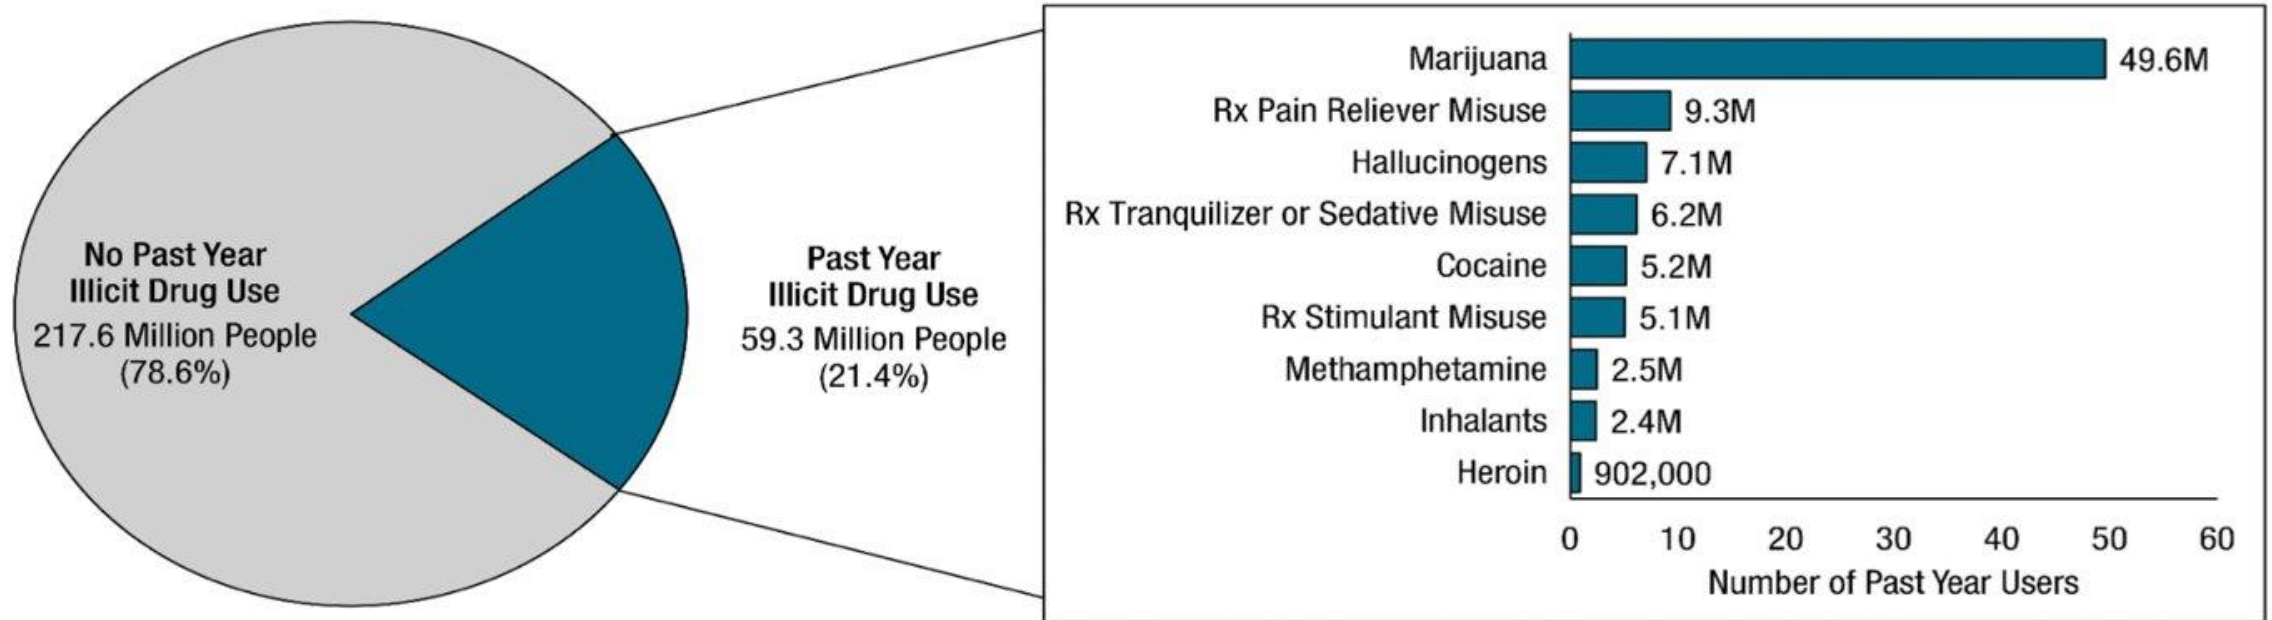 No Past Year
Illicit Drug Use
217.6 Million People
(78.6%)
Past Year
Illicit Drug Use
59.3 Million People
(21.4%)
Marijuana 49.6M
Rx Pain Reliever Misuse 9.3M
Hallucinogens 7.1M
Rx Tranquilizer or Sedative Misuse 6.2M
Cocaine 5.2M
Rx Stimulant Misuse 5.1M
Methamphetamine 2.5M
Inhalants 2.4M
Heroin 902,000
0 10 20 30 40 50 60
Number of Past Year Users